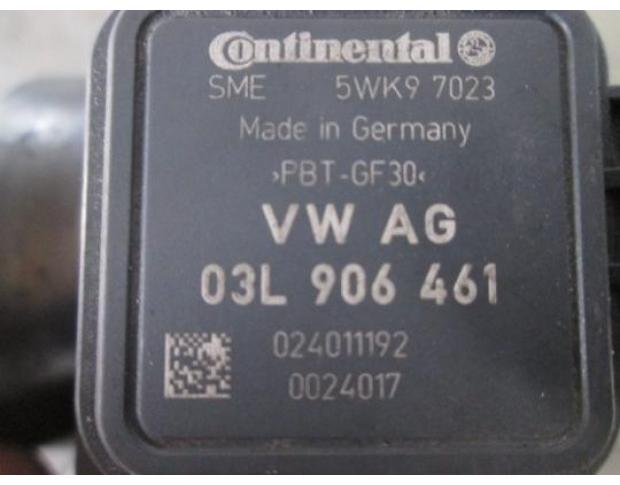 Continental
SME 5WK9 7023
Made in Germany
›PBT-GF30‹
VW AG
03L 906 461
024011192
0024017